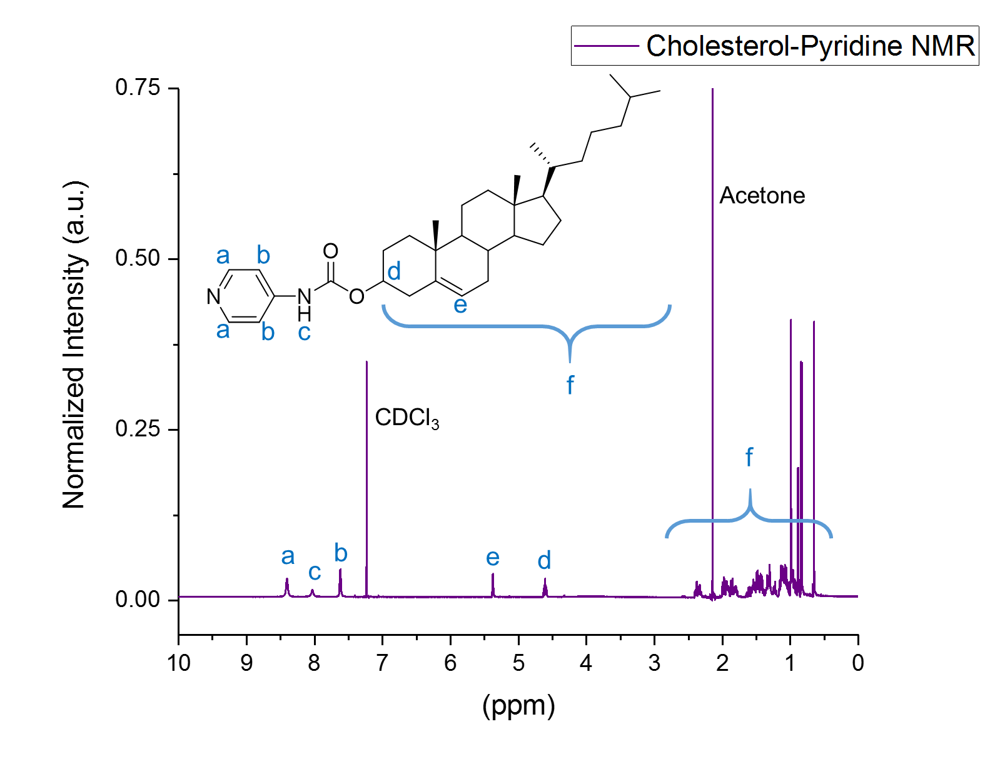 Cholesterol-Pyridine NMR
0.75
0.50
0.25
0.00
Normalized Intensity (a.u.)
Acetone
a b O
d
N N O
H
e
a b c
f
CDCl₃
f
a c b e d
10 9 8 7 6 5 4 3 2 1 0
(ppm)